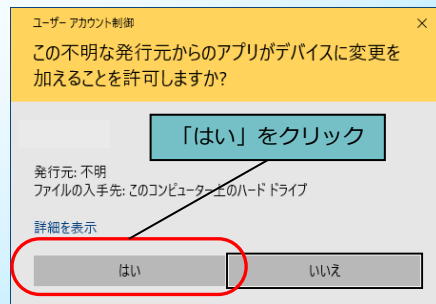 ユーザー アカウント制御
この不明な発行元からのアプリがデバイスに変更を
加えることを許可しますか?
「はい」をクリック
発行元: 不明
ファイルの入手先: このコンピューター上のハード ドライブ
詳細を表示
はい
いいえ